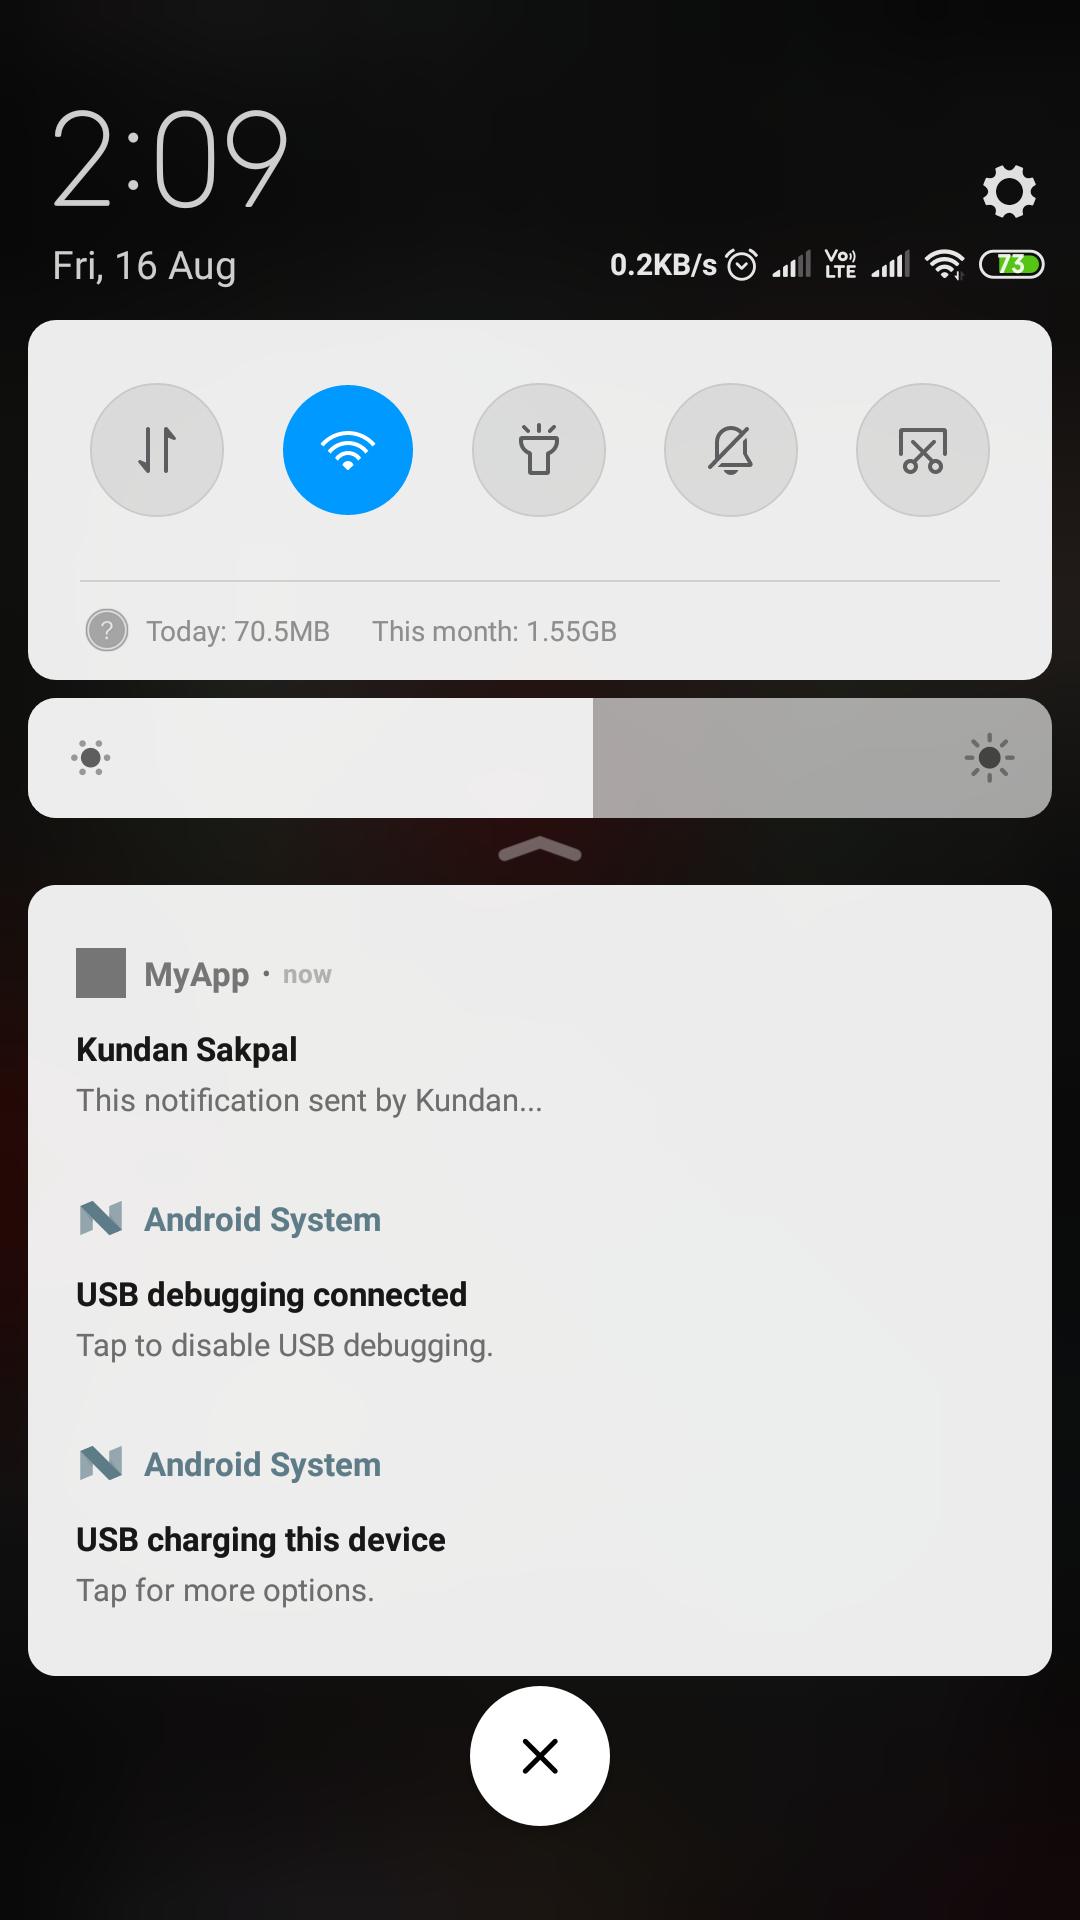 2:09
Fri, 16 Aug
0.2KB/s Vo)) LTE 73
? Today: 70.5MB This month: 1.55GB
MyApp • now
Kundan Sakpal
This notification sent by Kundan...
Android System
USB debugging connected
Tap to disable USB debugging.
Android System
USB charging this device
Tap for more options.